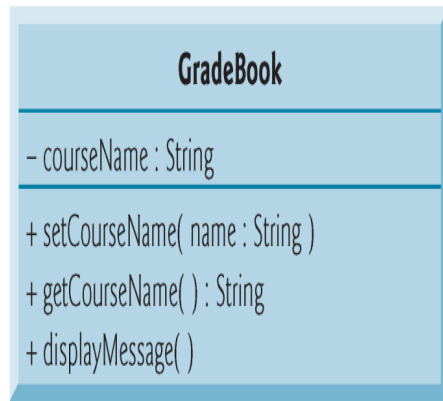 GradeBook
– courseName : String
+ setCourseName( name : String )
+ getCourseName( ) : String
+ displayMessage( )